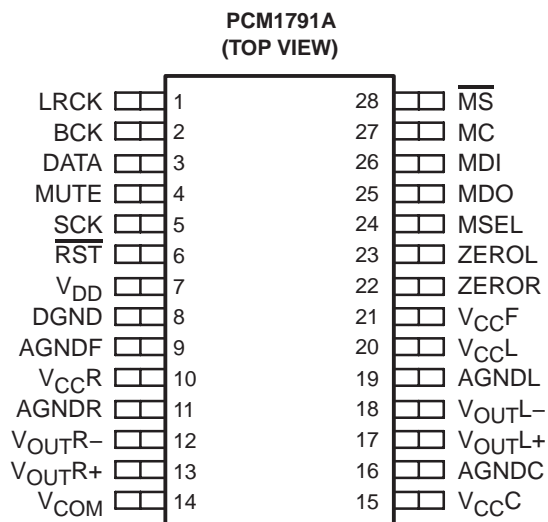 PCM1791A
(TOP VIEW)
LRCK 1 28 M̅S̅
BCK 2 27 MC
DATA 3 26 MDI
MUTE 4 25 MDO
SCK 5 24 MSEL
R̅S̅T̅ 6 23 ZEROL
VDD 7 22 ZEROR
DGND 8 21 VCCF
AGNDF 9 20 VCCL
VCCR 10 19 AGNDL
AGNDR 11 18 VOUTL–
VOUTR– 12 17 VOUTL+
VOUTR+ 13 16 AGNDC
VCOM 14 15 VCCC